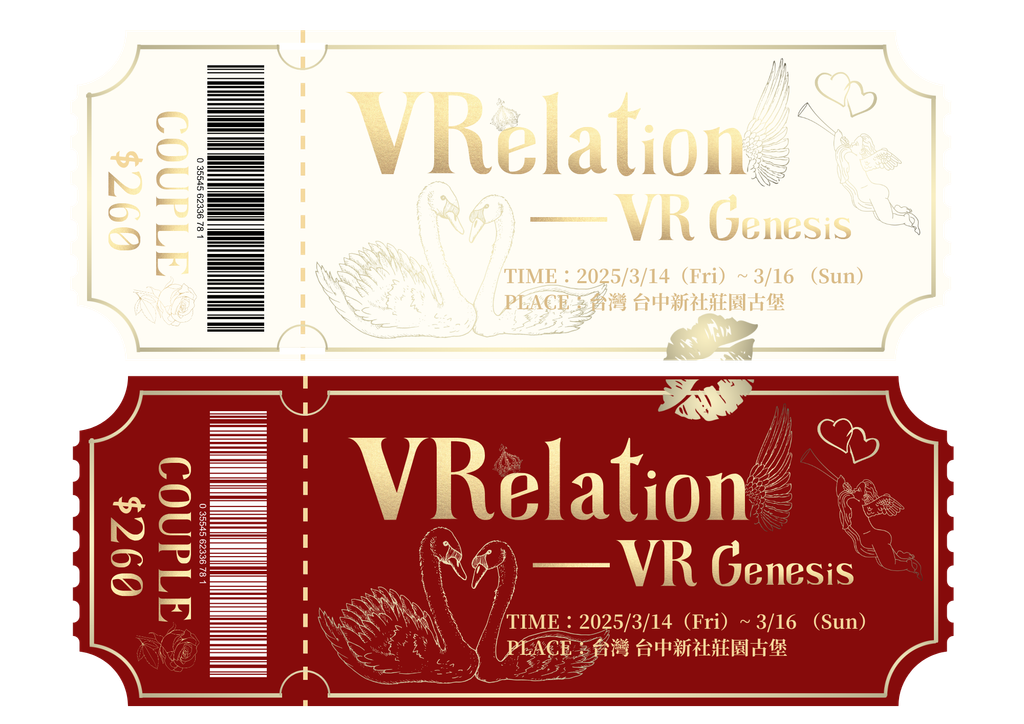 $260
COUPLE
0 35545 62336 78 1
VRelation
VR Genesis
TIME：2025/3/14（Fri）~ 3/16 （Sun）
PLACE：台灣 台中新社莊園古堡
$260
COUPLE
0 35545 62336 78 1
VRelation
VR Genesis
TIME：2025/3/14（Fri）~ 3/16 （Sun）
PLACE：台灣 台中新社莊園古堡